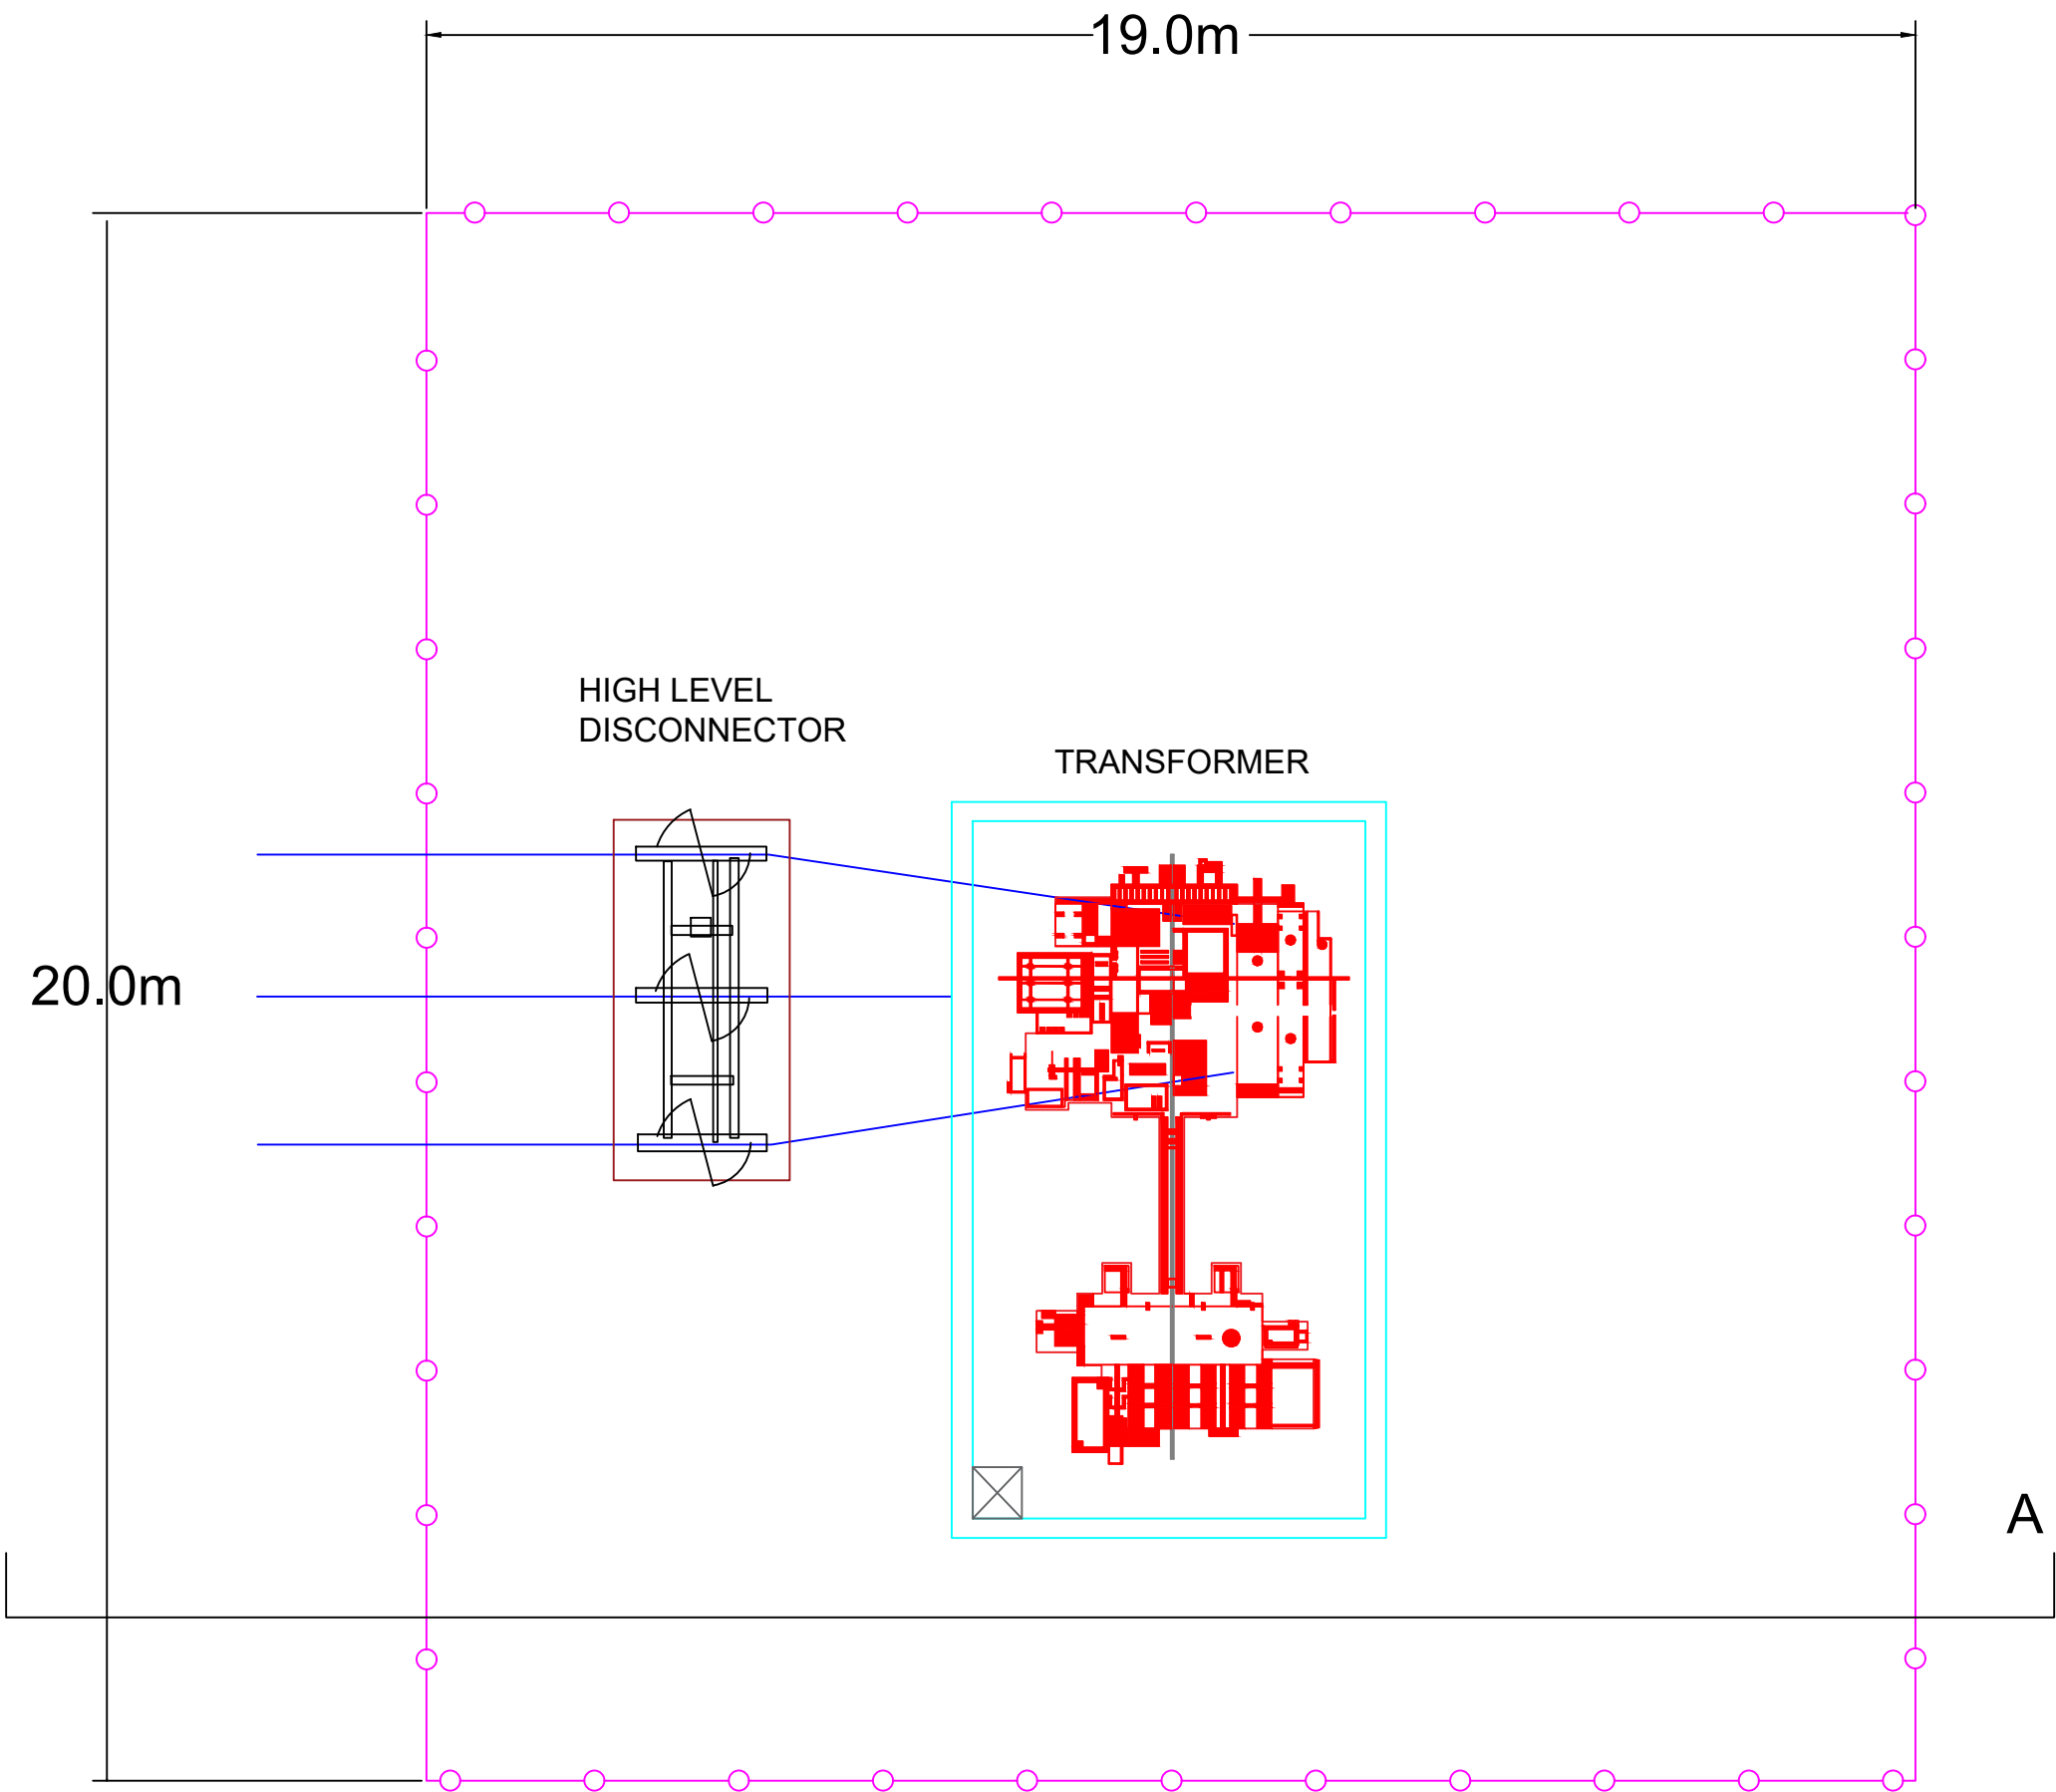 19.0m
HIGH LEVEL
DISCONNECTOR
TRANSFORMER
20.0m
A